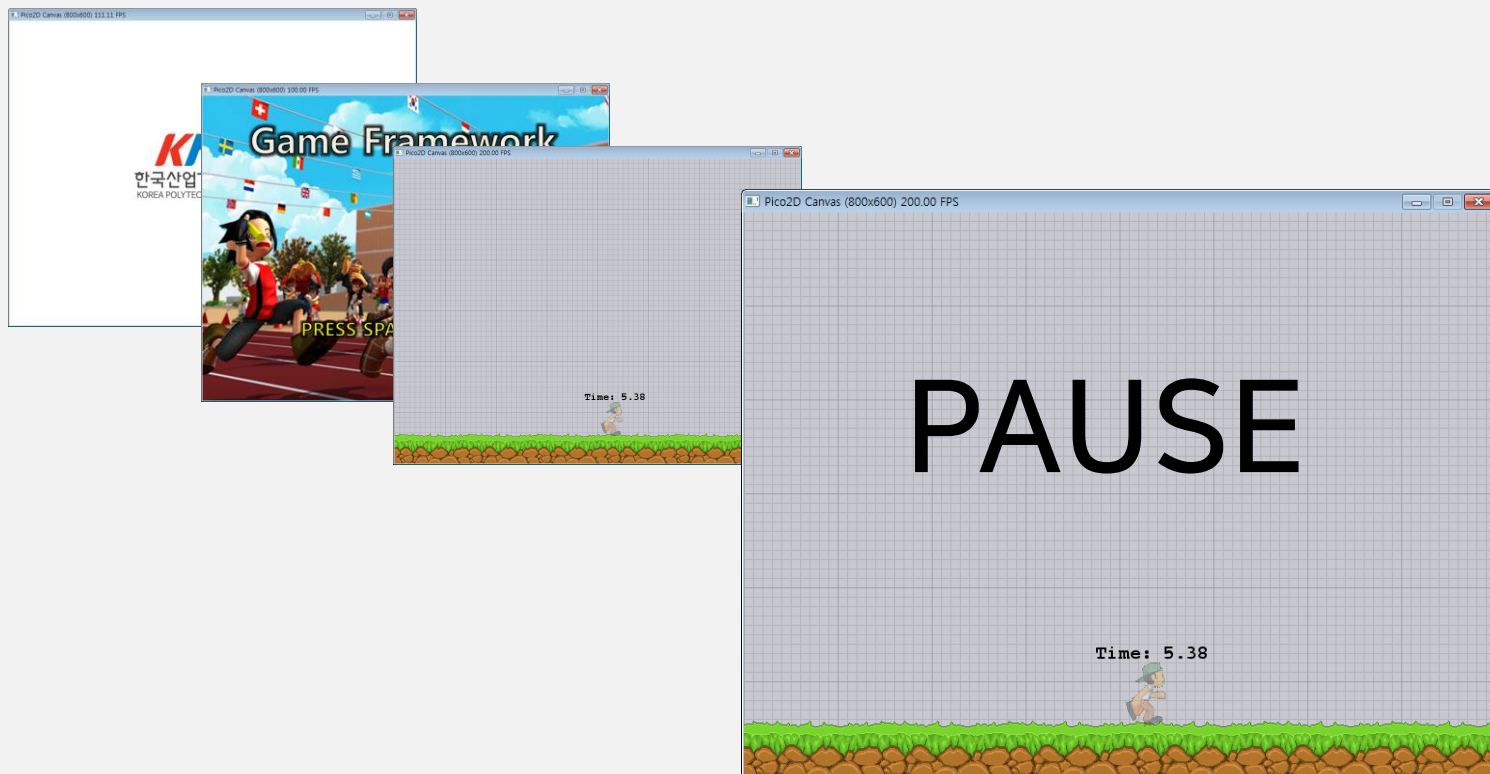 Pico2D Canvas (800x600) 111.11 FPS
한국산업
KOREA POLYTEC
Pico2D Canvas (800x600) 100.00 FPS
Game Framework
PRESS SPA
Pico2D Canvas (800x600) 200.00 FPS
Time: 5.38
Pico2D Canvas (800x600) 200.00 FPS
PAUSE
Time: 5.38